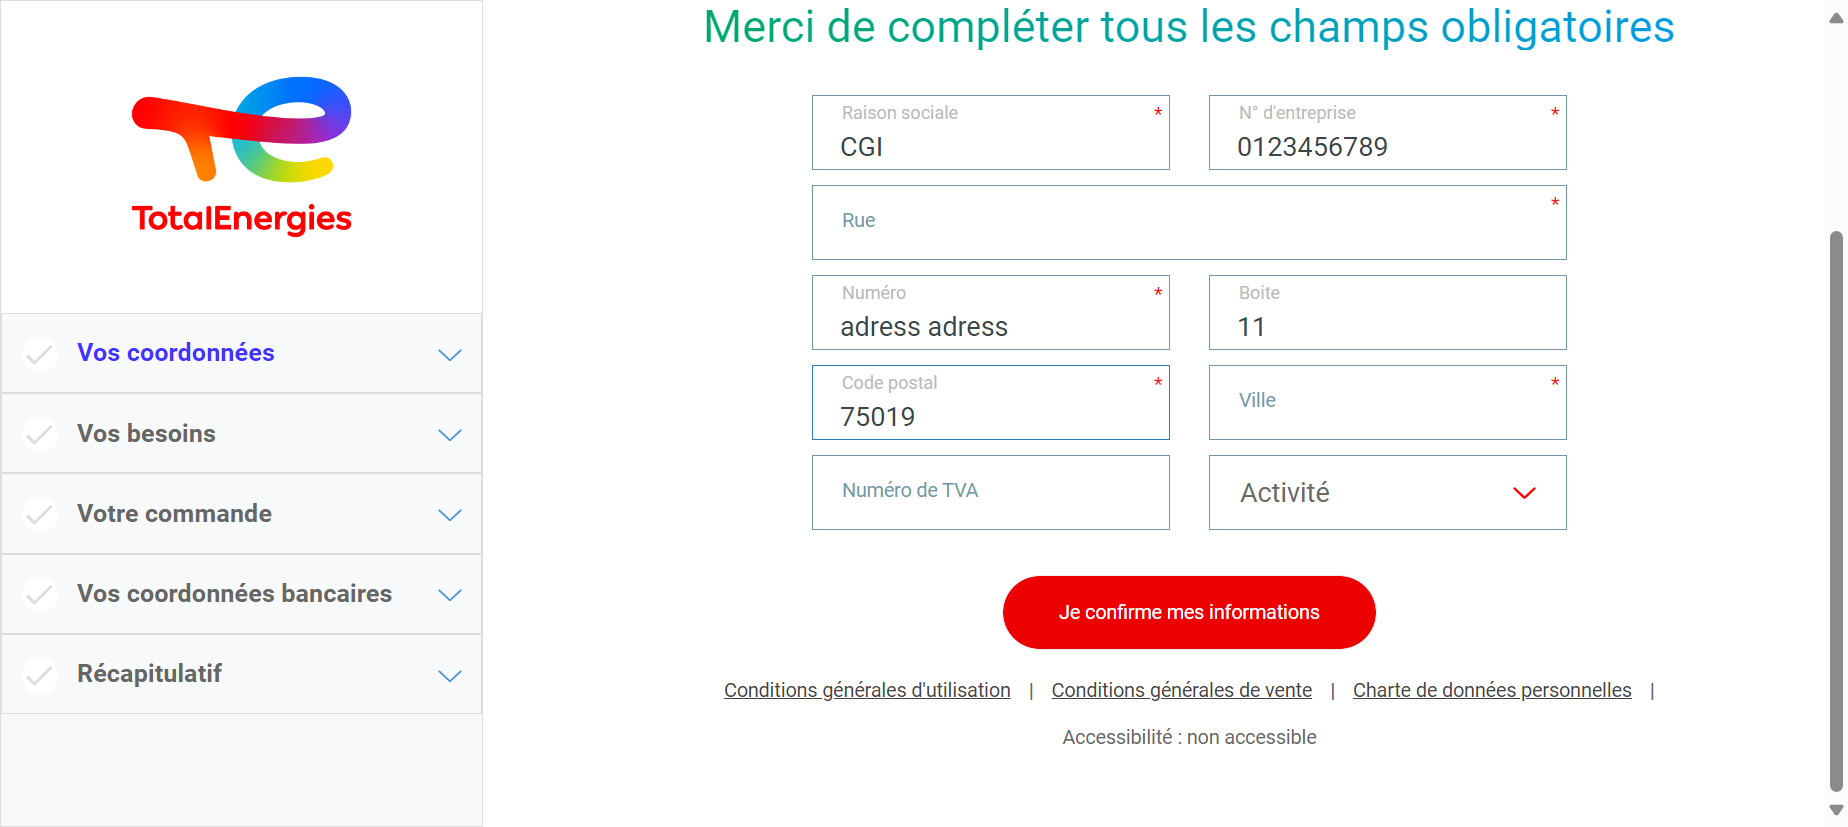 TotalEnergies
Vos coordonnées
Vos besoins
Votre commande
Vos coordonnées bancaires
Récapitulatif
Merci de compléter tous les champs obligatoires
Raison sociale *
CGI
N° d'entreprise *
0123456789
Rue *
Numéro *
adress adress
Boite
11
Code postal *
75019
Ville *
Numéro de TVA
Activité
Je confirme mes informations
Conditions générales d'utilisation | Conditions générales de vente | Charte de données personnelles |
Accessibilité : non accessible